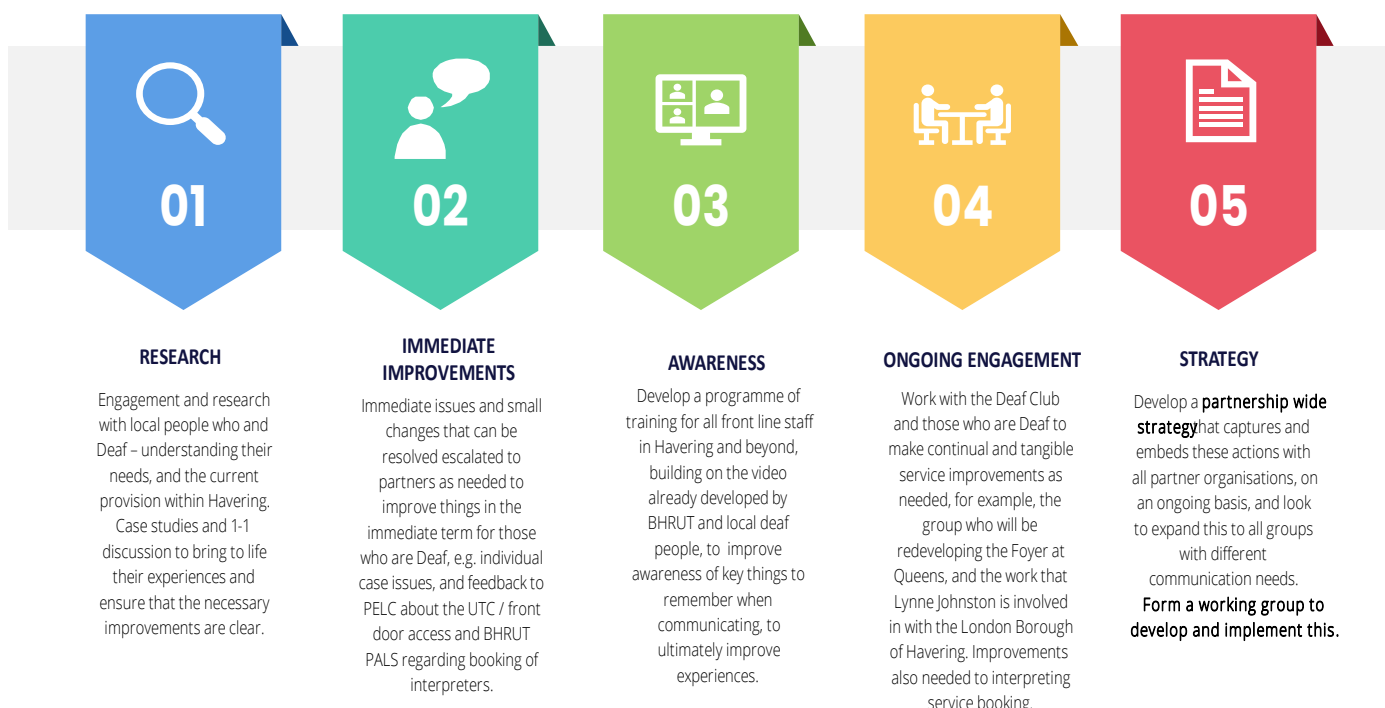 01
RESEARCH
Engagement and research
with local people who and
Deaf – understanding their
needs, and the current
provision within Havering.
Case studies and 1-1
discussion to bring to life
their experiences and
ensure that the necessary
improvements are clear.
02
IMMEDIATE
IMPROVEMENTS
Immediate issues and small
changes that can be
resolved escalated to
partners as needed to
improve things in the
immediate term for those
who are Deaf, e.g. individual
case issues, and feedback to
PELC about the UTC / front
door access and BHRUT
PALS regarding booking of
interpreters.
03
AWARENESS
Develop a programme of
training for all front line staff
in Havering and beyond,
building on the video
already developed by
BHRUT and local deaf
people, to improve
awareness of key things to
remember when
communicating, to
ultimately improve
experiences.
04
ONGOING ENGAGEMENT
Work with the Deaf Club
and those who are Deaf to
make continual and tangible
service improvements as
needed, for example, the
group who will be
redeveloping the Foyer at
Queens, and the work that
Lynne Johnston is involved
in with the London Borough
of Havering. Improvements
also needed to interpreting
service booking.
05
STRATEGY
Develop a partnership wide
strategy that captures and
embeds these actions with
all partner organisations, on
an ongoing basis, and look
to expand this to all groups
with different
communication needs.
Form a working group to
develop and implement this.